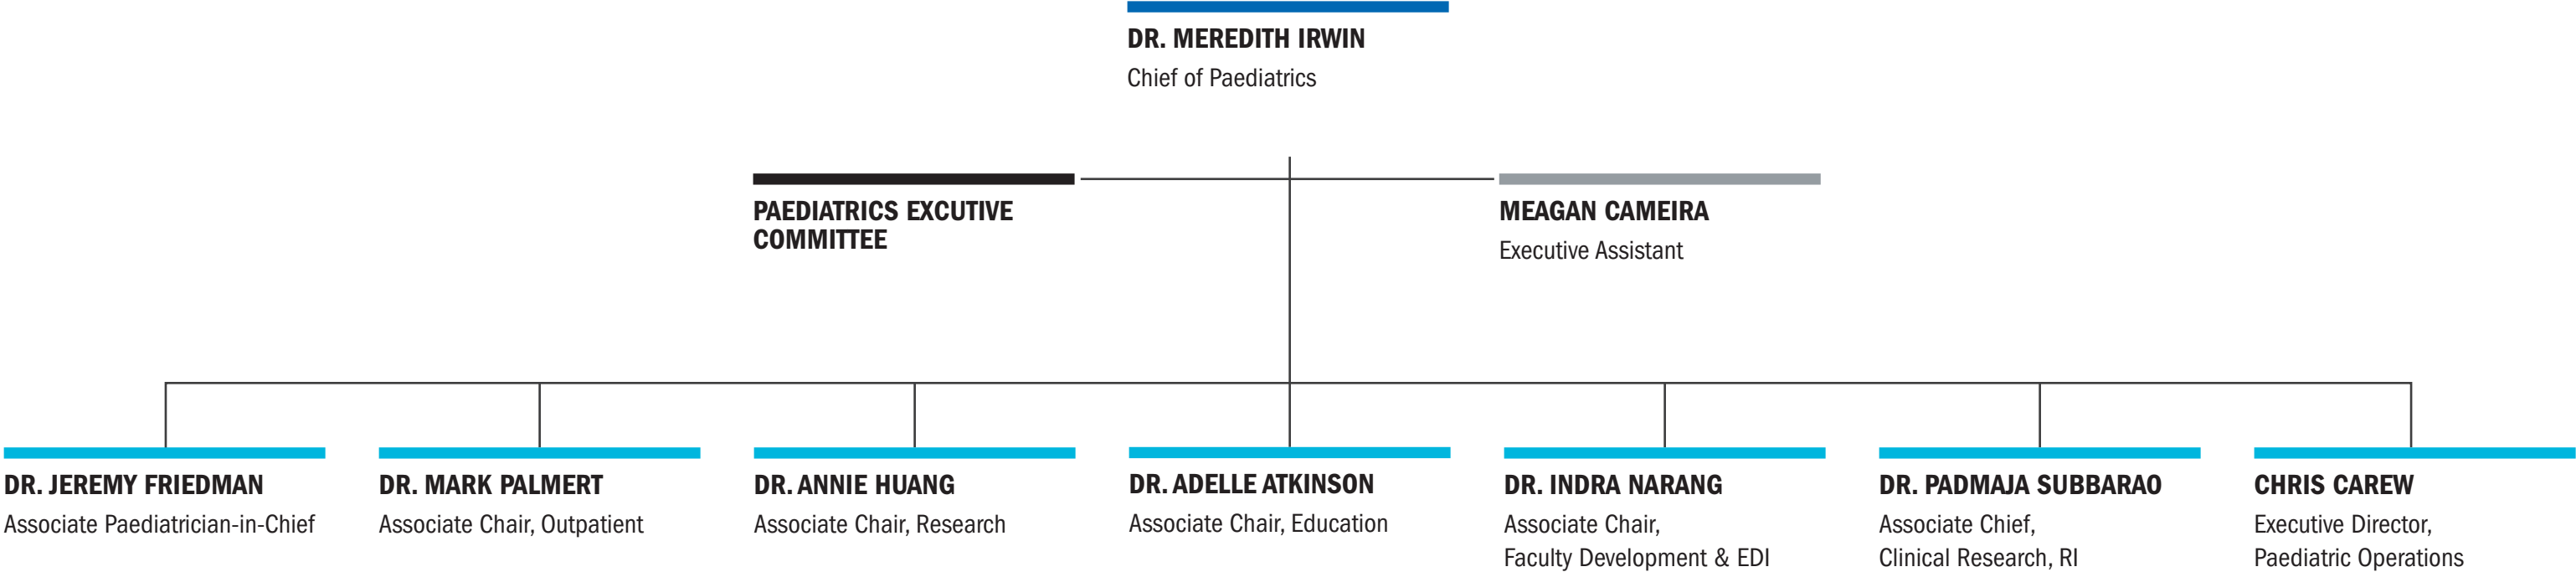 DR. MEREDITH IRWIN
Chief of Paediatrics
PAEDIATRICS EXCUTIVE
COMMITTEE
MEAGAN CAMEIRA
Executive Assistant
DR. JEREMY FRIEDMAN
Associate Paediatrician-in-Chief
DR. MARK PALMERT
Associate Chair, Outpatient
DR. ANNIE HUANG
Associate Chair, Research
DR. ADELLE ATKINSON
Associate Chair, Education
DR. INDRA NARANG
Associate Chair,
Faculty Development & EDI
DR. PADMAJA SUBBARAO
Associate Chief,
Clinical Research, RI
CHRIS CAREW
Executive Director,
Paediatric Operations